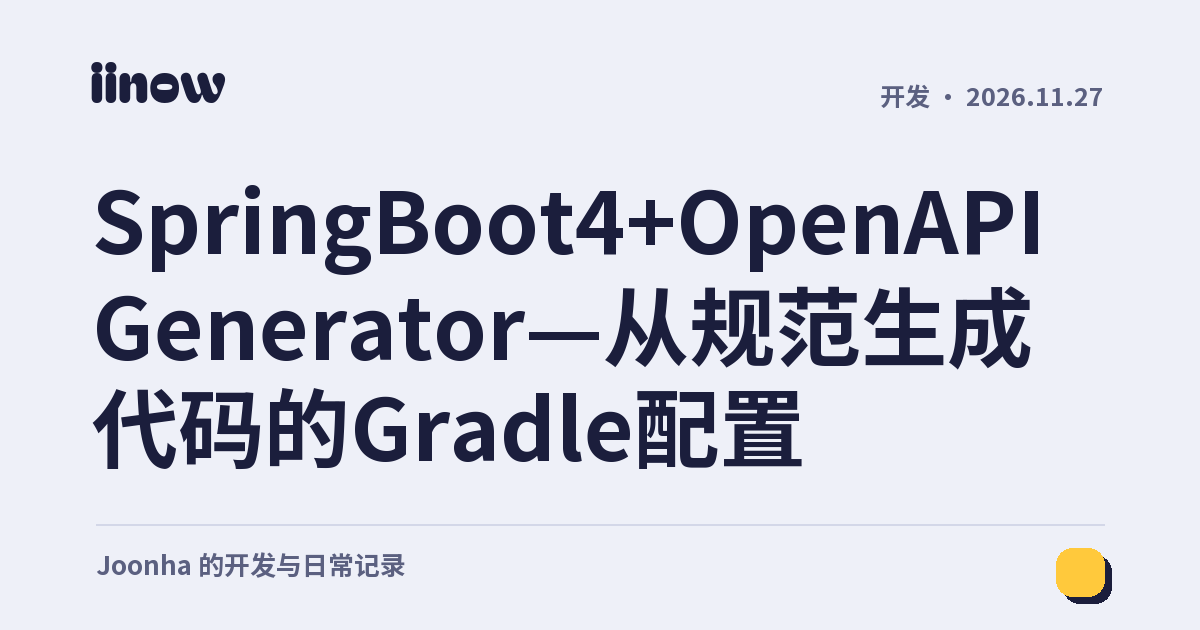 iinow
开发 · 2026.11.27
SpringBoot4+OpenAPI
Generator—从规范生成
代码的Gradle配置
Joonha 的开发与日常记录